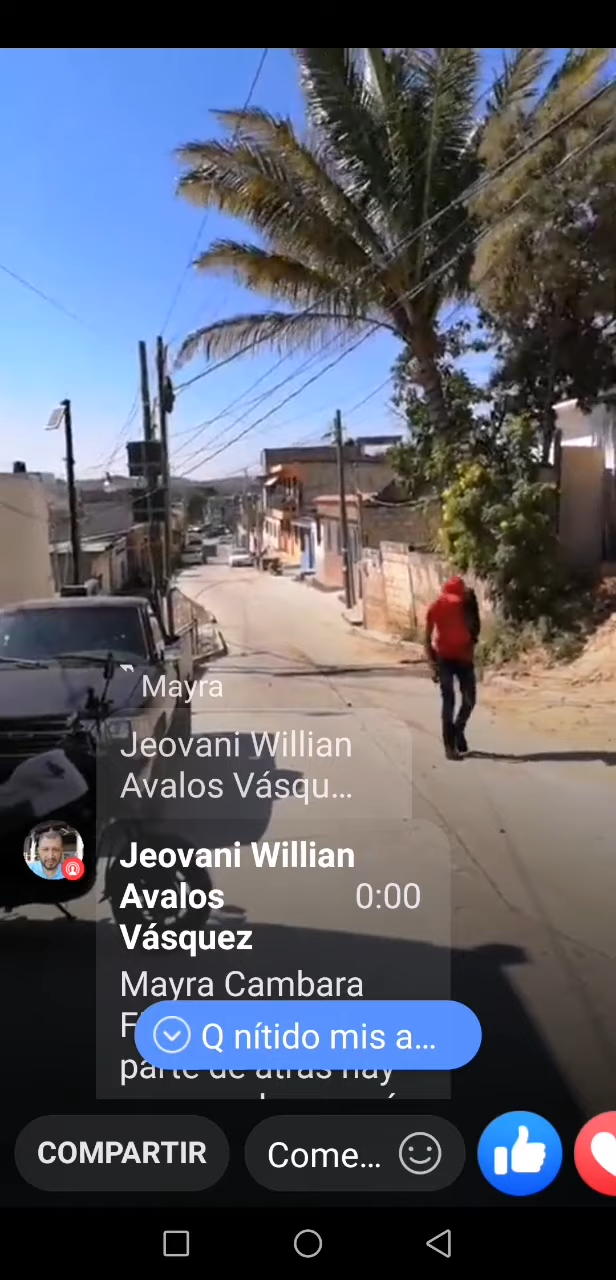 Mayra
Jeovani Willian
Avalos Vásqu...
Jeovani Willian
Avalos
0:00
Vásquez
Mayra Cambara
Q nítido mis a...
parte de atrás hay
COMPARTIR
Come...